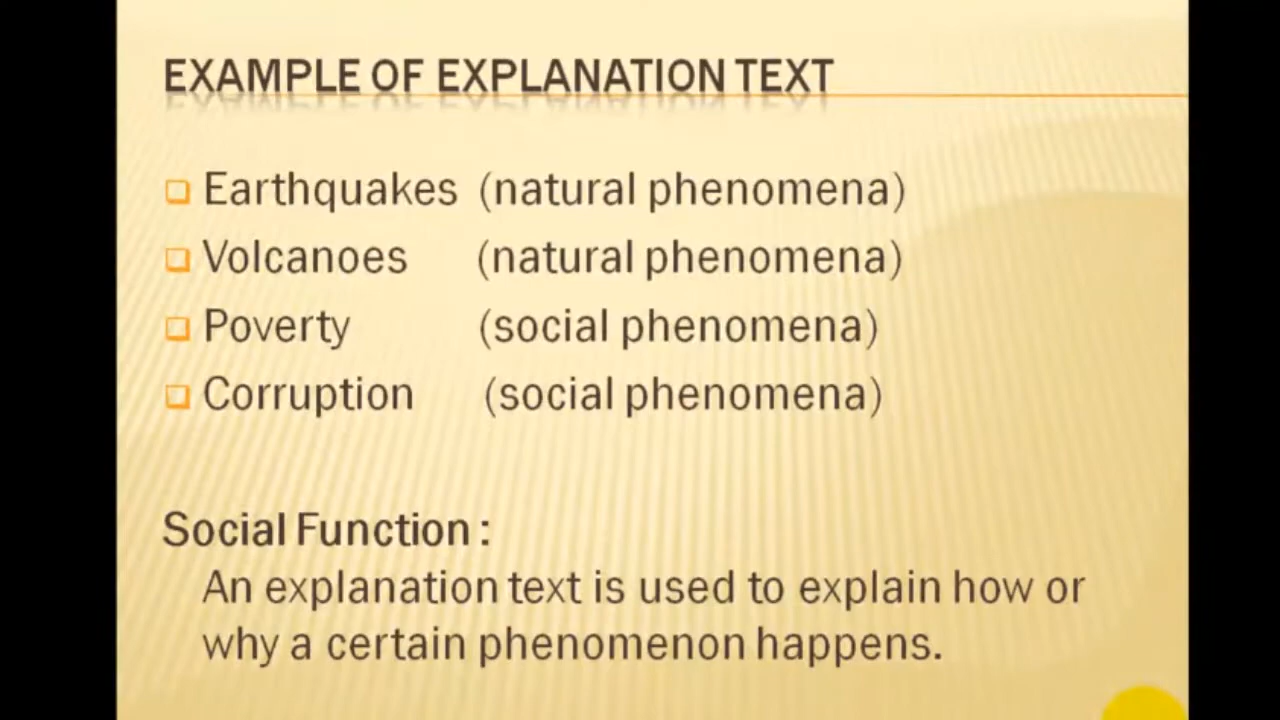 EXAMPLE OF EXPLANATION TEXT
Earthquakes (natural phenomena)
Volcanoes (natural phenomena)
Poverty (social phenomena)
Corruption (social phenomena)
Social Function :
An explanation text is used to explain how or
why a certain phenomenon happens.